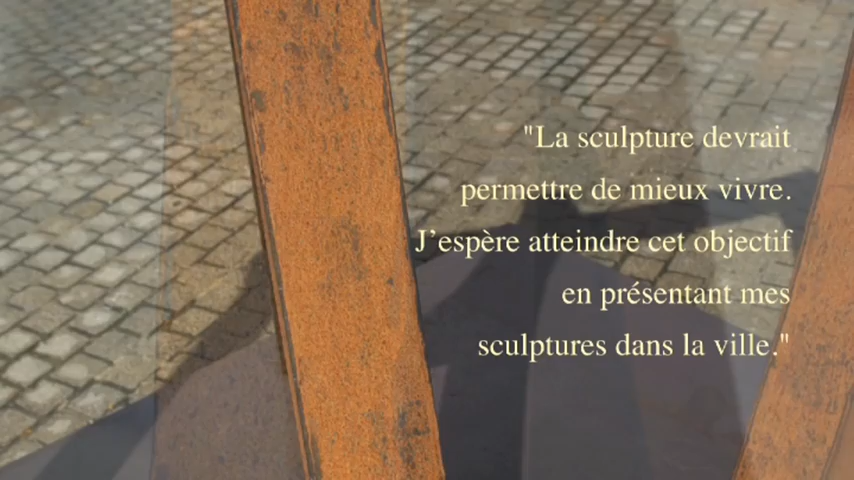 "La sculpture devrait
permettre de mieux vivre.
J'espère atteindre cet objectif
en présentant mes
sculptures dans la ville."